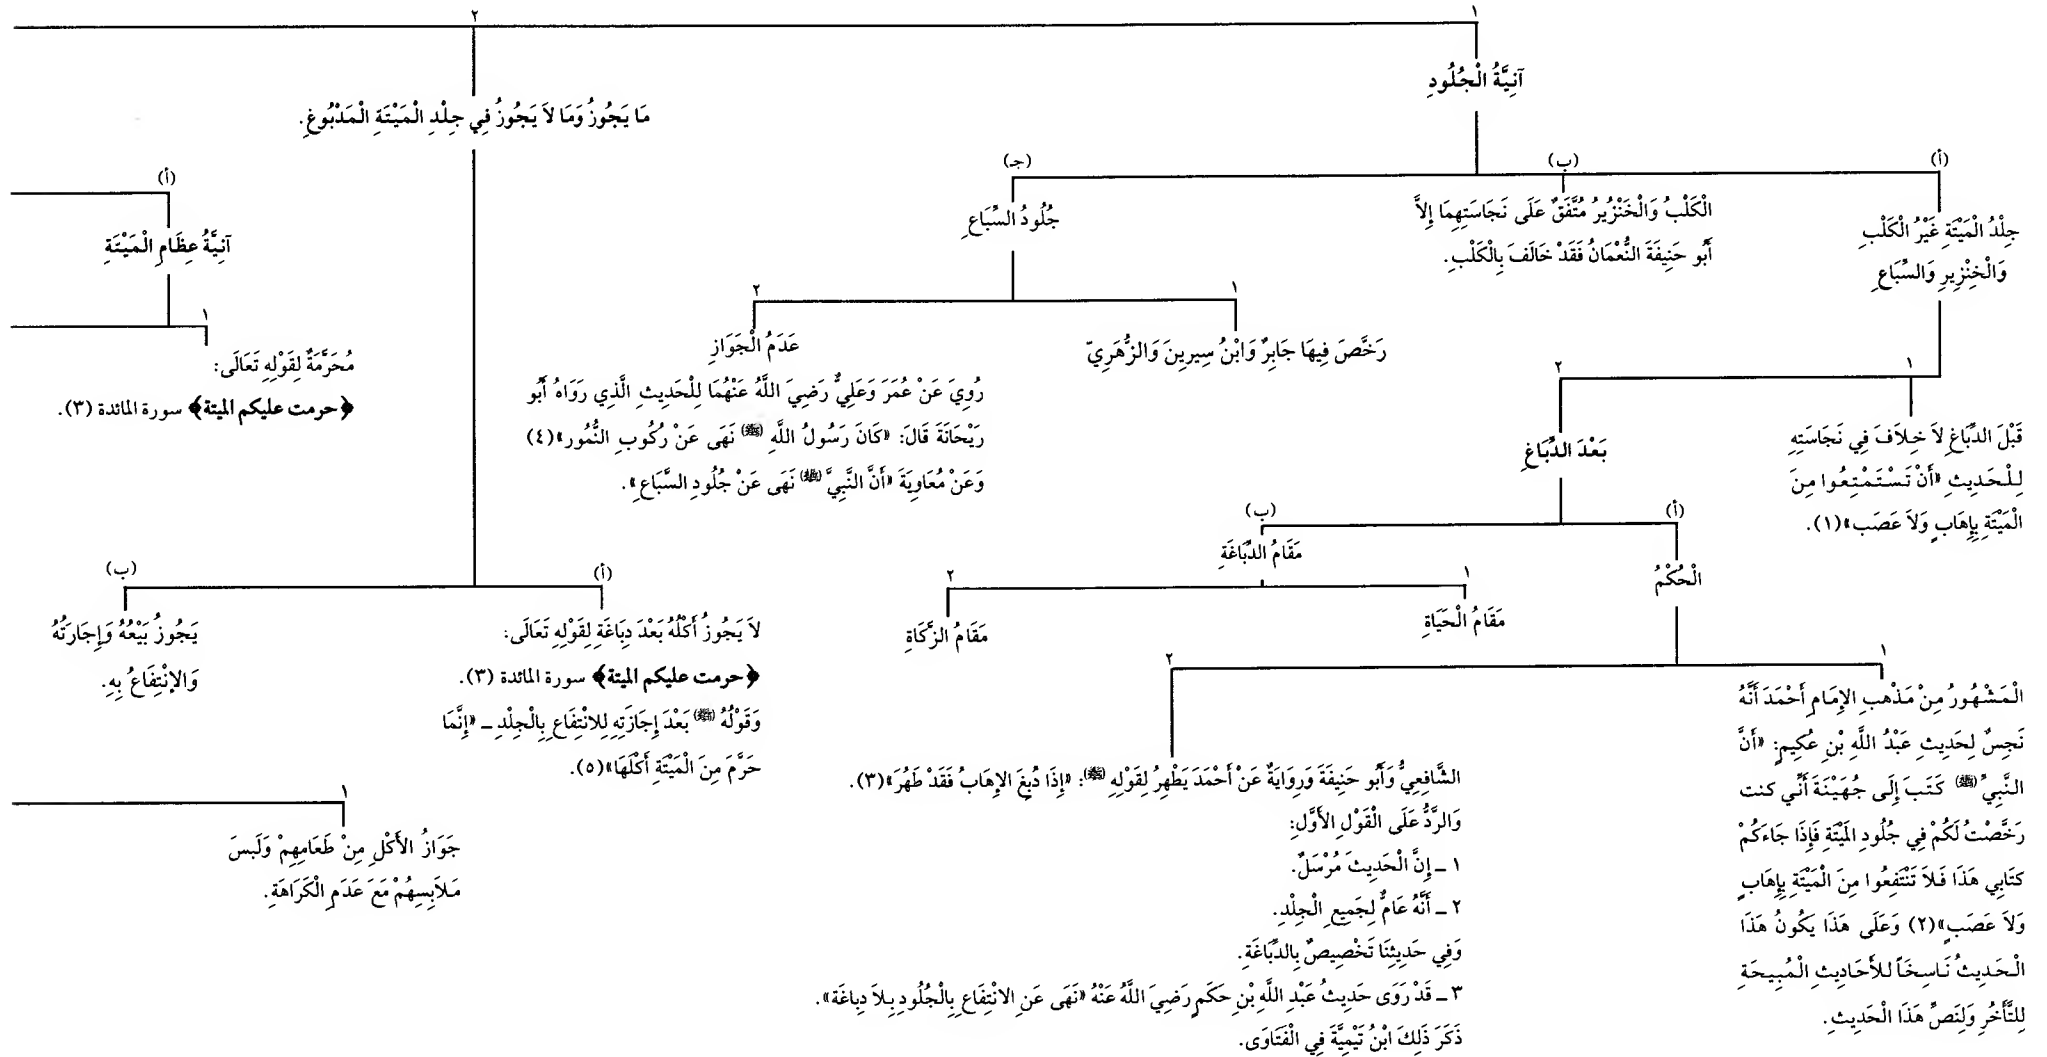 ١
آنِيَّةُ الْجُلُودِ
(أ)
جِلْدُ الْمَيْتَةِ غَيْرُ الْكَلْبِ
وَالْخِنْزِيرِ وَالسِّبَاعِ
١
قَبْلَ الدِّبَاغِ لاَ خِلاَفَ فِي نَجَاسَتِهِ
لِلْحَدِيثِ «أَنْ تَسْتَمْتِعُوا مِنَ
الْمَيْتَةِ بِإِهَابٍ وَلاَ عَصَب»(١).
٢
بَعْدَ الدِّبَاغِ
(أ)
الْحُكْمُ
١
الْمَشْهُورُ مِنْ مَذْهبِ الإِمَامِ أَحْمَدَ أَنَّهُ
نَجِسٌ لِحَدِيثِ عَبْدُ اللَّهِ بْنِ عُكِيمٍ: «أَنَّ
النَّبِيِّ (ﷺ) كَتَبَ إِلَى جُهَيْنَةَ أَنِّي كنت
رَخَّصْتُ لَكُمْ فِي جُلُودِ المَيْتَةِ فَإِذَا جَاءَكُمْ
كتَابِي هَذَا فَلاَ تَنْتَفِعُوا مِنَ الْمَيْتَةِ بِإِهَابٍ
وَلاَ عَصَبٍ»(٢) وَعَلَى هَذَا يَكُونُ هَذَا
الْحَدِيثُ نَاسِخَاً للأَحَادِيثِ الْمُبِيحَةِ
لِلتَّأَخُّرِ وَلِنَصِّ هَذَا الْحَدِيثِ.
٢
الشَّافِعِيُّ وَأَبُو حَنِيفَةَ وَرِوَايَةٌ عَنْ أَحْمَدَ يَطْهِرُ لِقَوْلِهِ (ﷺ): «إِذَا دُبِغَ الإِهَابُ فَقَدْ طَهُرَ»(٣).
وَالرَّدُّ عَلَى الْقَوْلِ الأَوَّلِ:
١ ـ إِنَّ الْحَدِيثَ مُرْسَلٌ.
٢ ـ أَنَّهُ عَامٌّ لِجَمِيعِ الْجِلْدِ.
وَفِي حَدِيثِنَا تَخْصِيصٌ بِالدِّبَاغَةِ.
٣ ـ قَدْ رَوَى حَدِيثُ عَبْدِ اللَّهِ بْنِ حَكَمٍ رَضِيَ اللَّهُ عَنْهُ «نَهَى عَنِ الانْتِفَاعِ بِالْجُلُودِ بِلاَ دِباغَة».
ذَكَرَ ذَلِكَ ابْنُ تَيْمِيَّةَ فِي الْفَتَاوَى.
(ب)
مَقَامُ الدِّبَاغَةِ
١
مَقَامُ الْحَيَاةِ
٢
مَقَامُ الزَّكَاةِ
(ب)
الْكَلْبُ وَالْخَنْزُيرُ مُتَّفَقٌ عَلَى نَجَاسَتِهِمَا إِلاَّ
أَبُو حَنِيفَةَ النُّعْمَانُ فَقَدْ خَالَفَ بِالْكَلْبِ.
(جـ)
جُلُودُ السِّبَاعِ
١
رَخَّصَ فِيهَا جَابِرٌ وَابْنُ سِيرِينَ وَالزُّهَرِيّ
٢
عَدَمُ الْجَوَازِ
رُوِيَ عَنْ عُمَرَ وَعَلِيٌّ رَضِيَ اللَّهُ عَنْهُمَا لِلْحَدِيثِ الَّذِي رَوَاهُ أَبُو
رَيْحَانَةَ قَالَ: «كَانَ رَسُولُ اللَّهِ (ﷺ) نَهَى عَنْ رُكُوبِ النُّمُور»(٤)
وَعَنْ مُعَاوِيَةَ «أَنَّ النَّبِيَّ (ﷺ) نَهَى عَنْ جُلُودِ السِّبَاعِ».
٢
مَا يَجُوزُ وَمَا لاَ يَجُوزُ فِي جِلْدِ الْمَيْتَةِ الْمَدْبُوغِ.
(أ)
لاَ يَجُوزُ أَكْلُهُ بَعْدَ دِبَاغَةِ لِقَوْلِهِ تَعَالَى:
﴿حرمت عليكم الميتة﴾ سورة المائدة (٣).
وَقَوْلُهُ (ﷺ) بَعْدَ إِجَازَتِهِ لِلانْتِفَاعِ بِالْجِلْدِ ـ «إِنَّمَا
حَرَّمَ مِنَ الْمَيْتَةِ أَكْلَهَا»(٥).
(ب)
يَجُوزُ بَيْعُهُ وَإِجَارَتُهُ
وَالإنْتِفَاعُ بِهِ.
(أ)
آنِيَّةُ عِظَامِ الْمَيْتَةِ
١
مُحَرَّمَةٌ لِقَوْلِهِ تَعَالَى:
﴿حرمت عليكم الميتة﴾ سورة المائدة (٣).
١
جَوَازُ الأَكْلِ مِنْ طَعَامِهِمْ وَلَبسَ
مَلاَبِسِهُمْ مَعَ عَدَمِ الْكَرَاهَةِ.